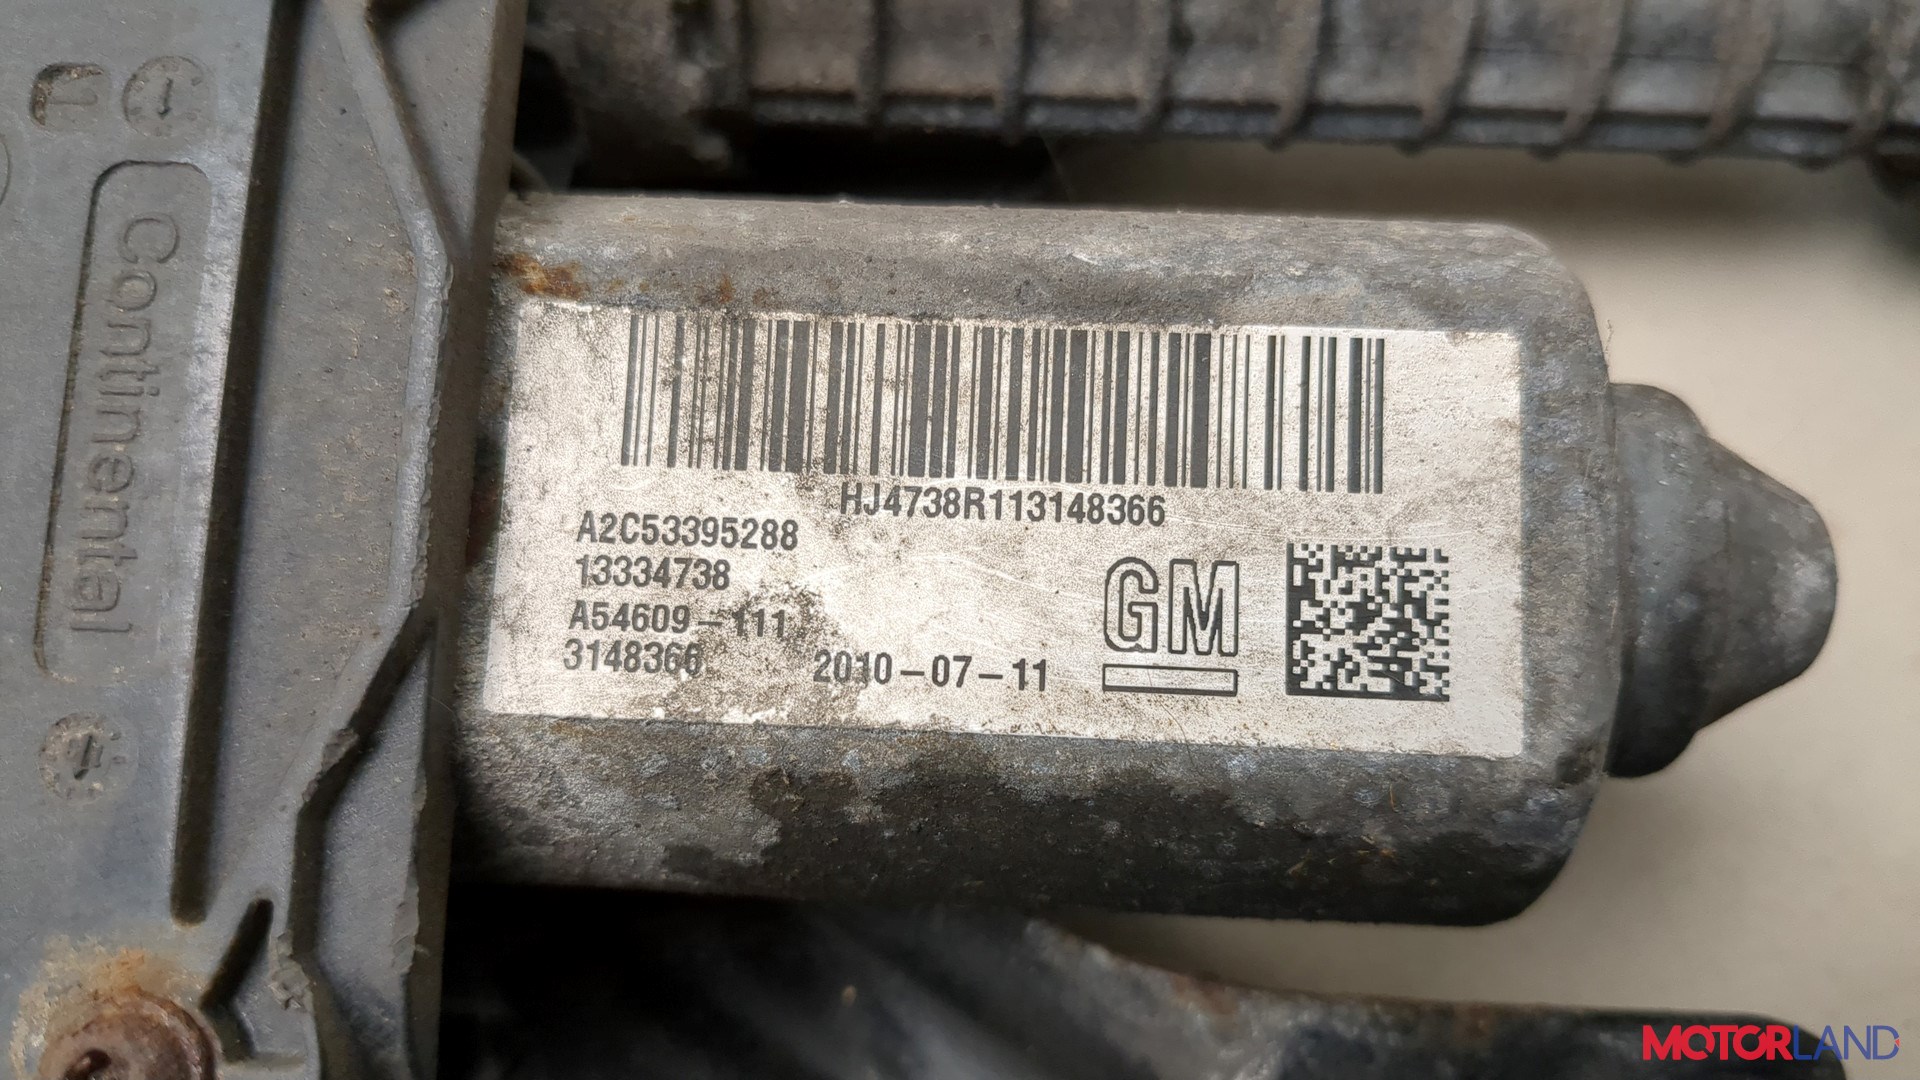 Continental
HJ4738R113148366
A2C53395288
13334738
A54609-111
3148366
2010-07-11
GM
MOTORLAND